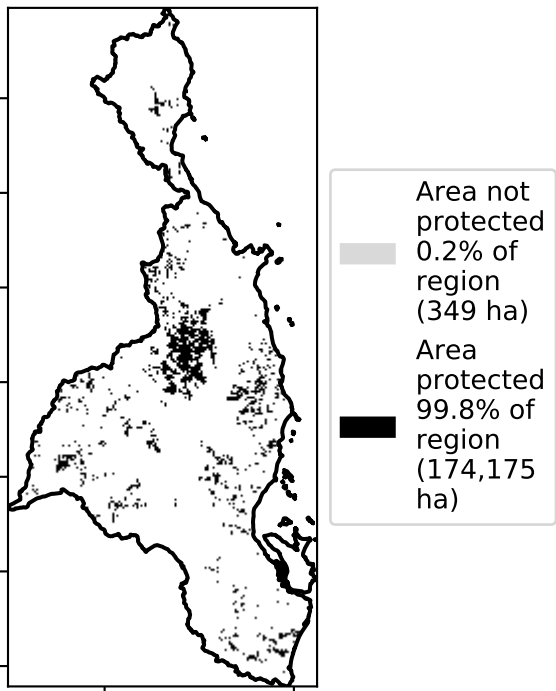 Area not
protected
0.2% of
region
(349 ha)
Area
protected
99.8% of
region
(174,175
ha)